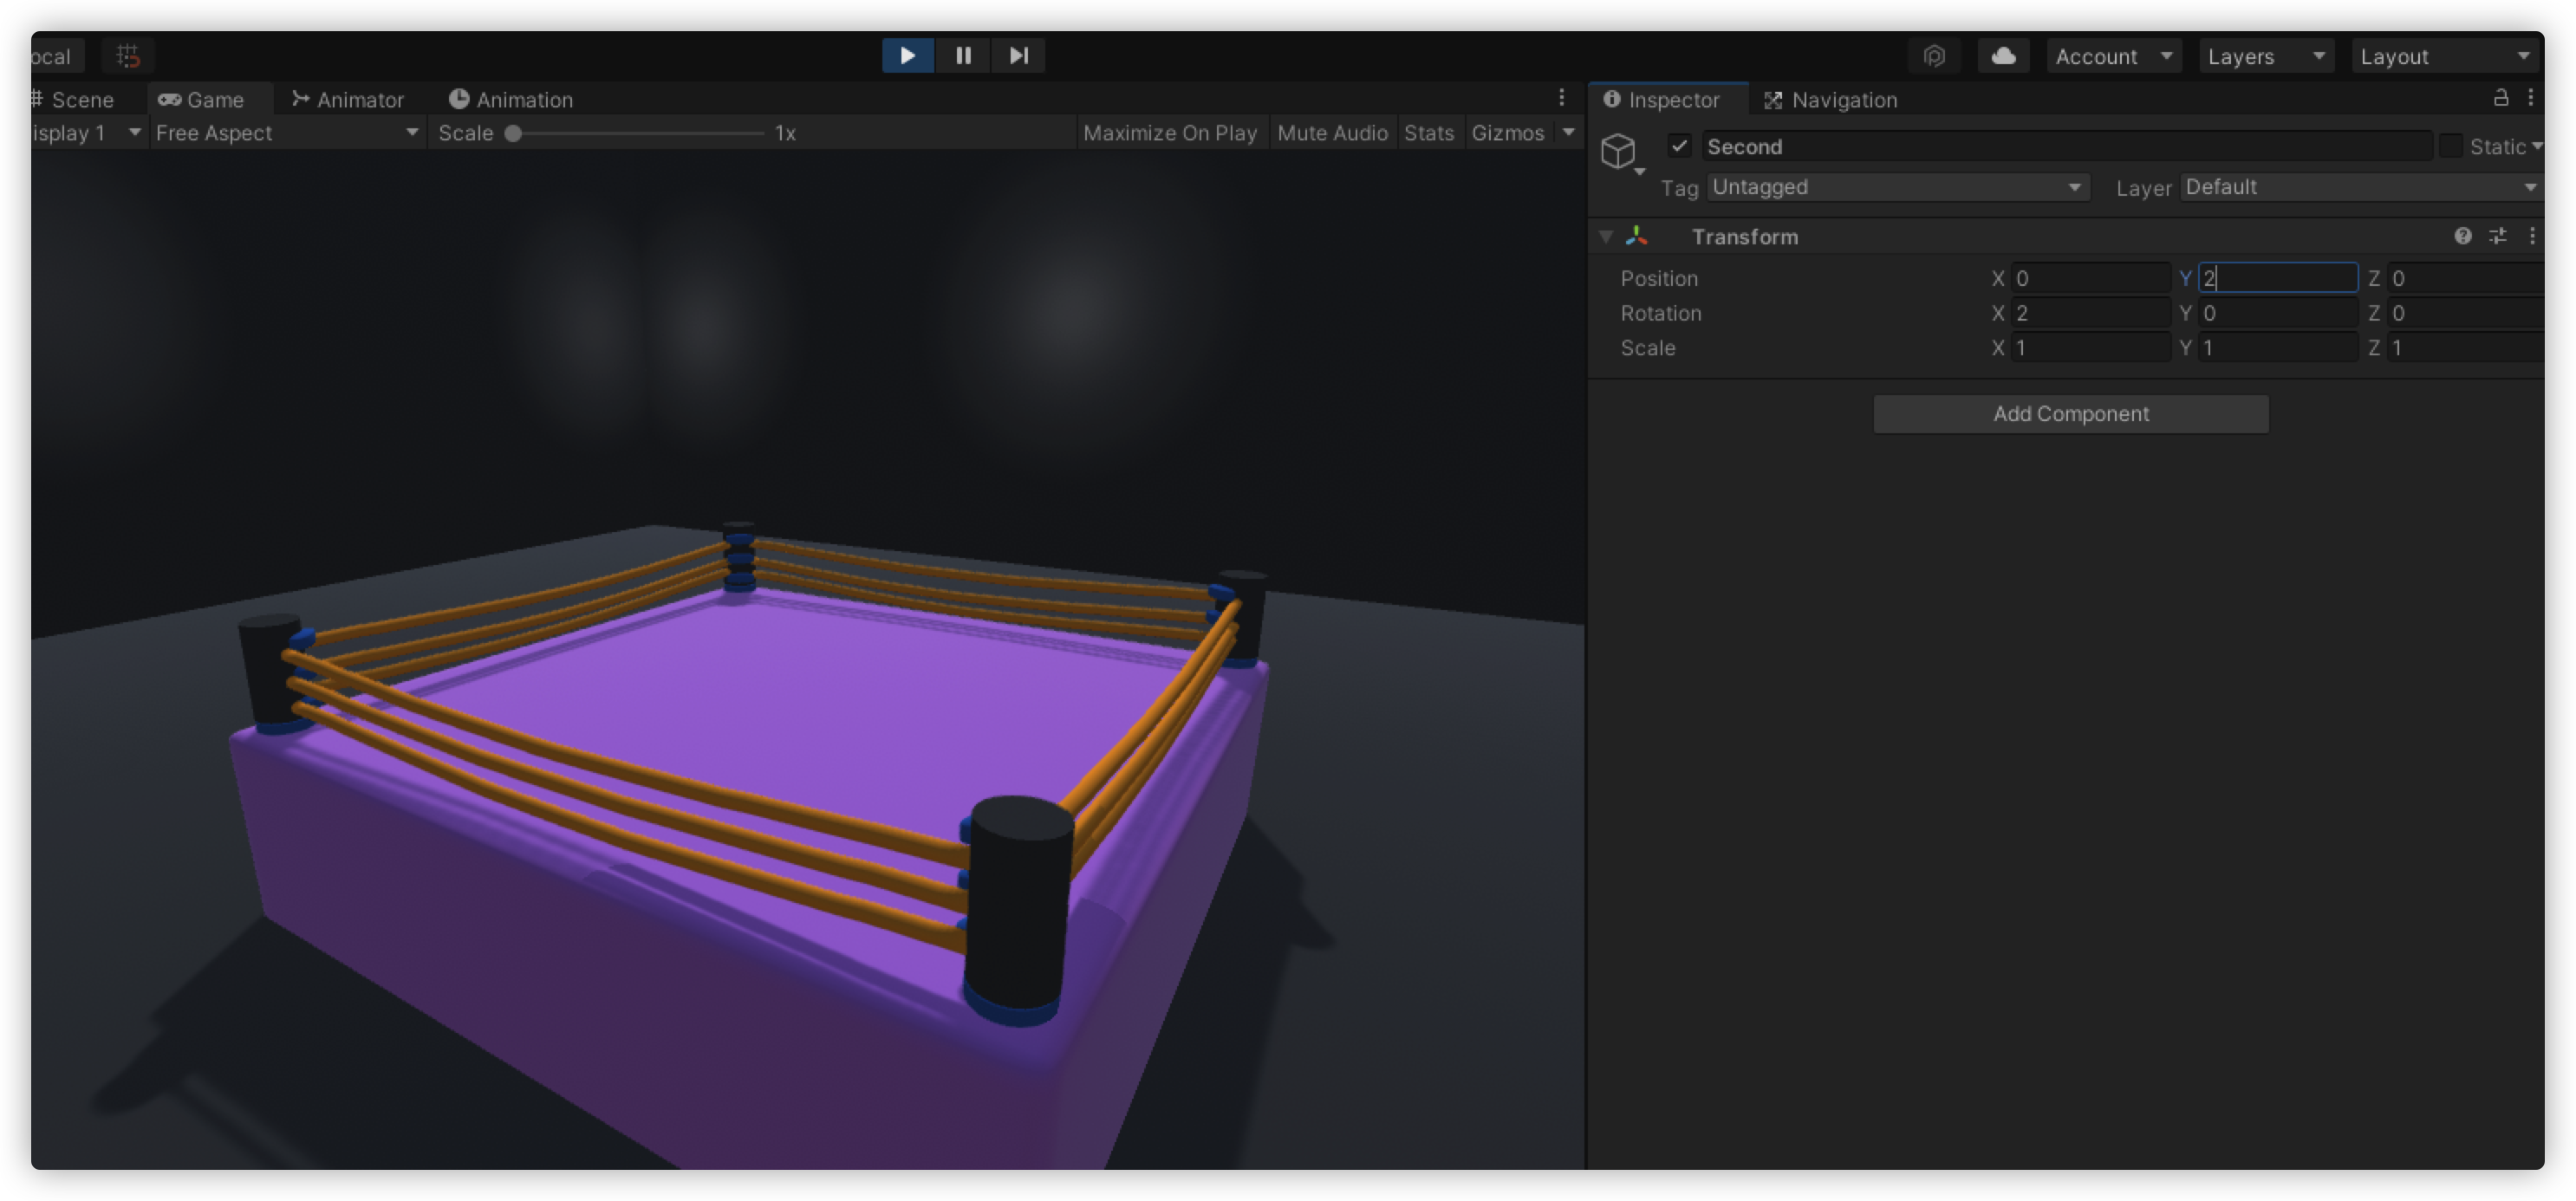 ocal Account Layers Layout
Scene Game Animator Animation Inspector Navigation
isplay 1 Free Aspect Scale 1x Maximize On Play Mute Audio Stats Gizmos
Second Static
Tag Untagged Layer Default
Transform
Position X 0 Y 2 Z 0
Rotation X 2 Y 0 Z 0
Scale X 1 Y 1 Z 1
Add Component